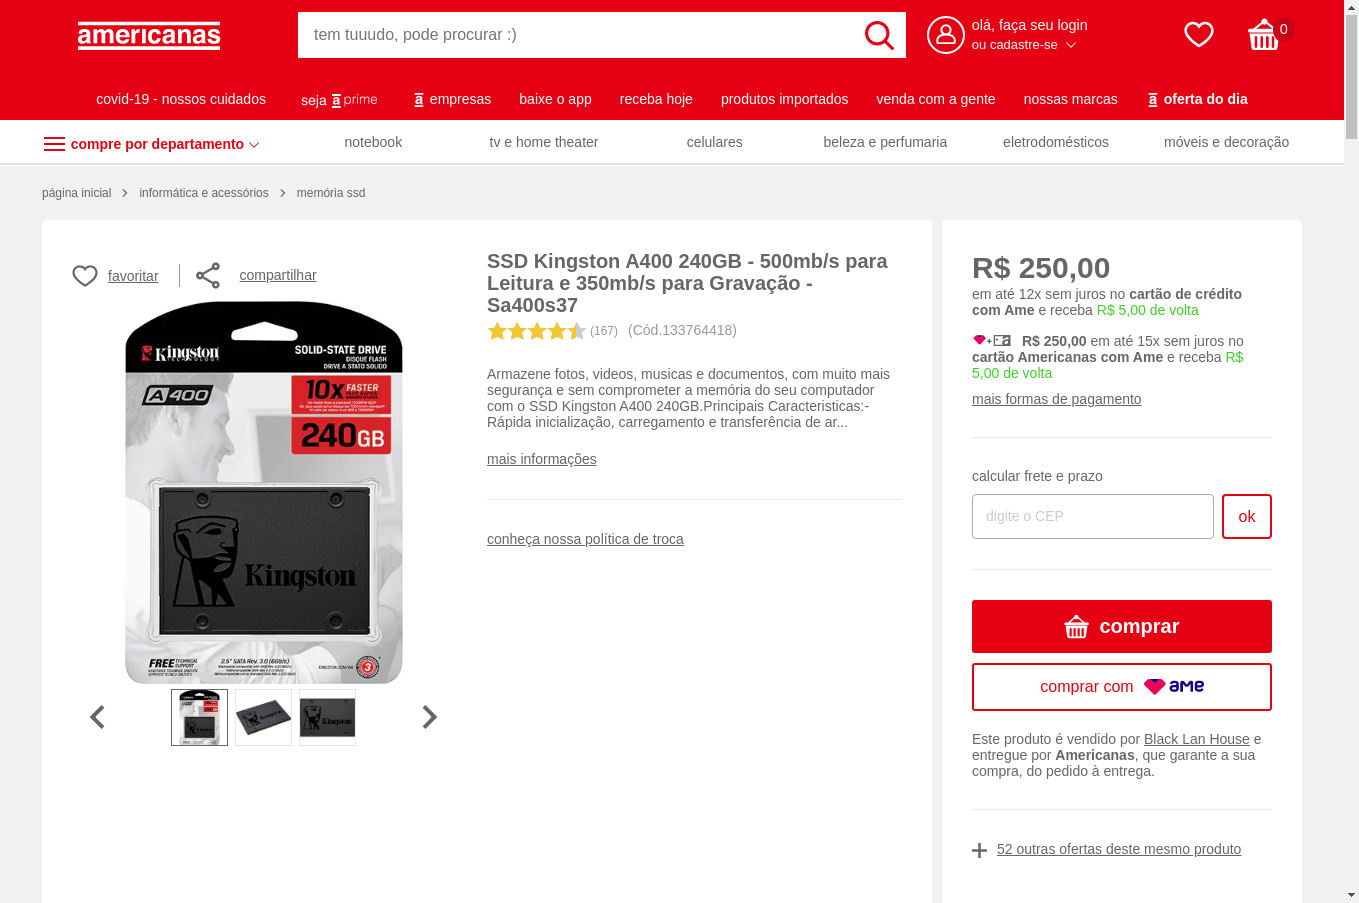 americanas
tem tuuudo, pode procurar :)
olá, faça seu login
ou cadastre-se
0
covid-19 - nossos cuidados
seja a prime
a empresas
baixe o app
receba hoje
produtos importados
venda com a gente
nossas marcas
a oferta do dia
compre por departamento
notebook
tv e home theater
celulares
beleza e perfumaria
eletrodomésticos
móveis e decoração
página inicial > informática e acessórios > memória ssd
favoritar
compartilhar
Kingston
TECHNOLOGY
SOLID-STATE DRIVE
DISQUE FLASH
DRIVE A STATO SOLIDO
A400
10x FASTER
240GB
Kingston
FREE TECHNICAL SUPPORT
2.5" SATA Rev. 3.0 (6Gb/s)
3
SSD Kingston A400 240GB - 500mb/s para
Leitura e 350mb/s para Gravação -
Sa400s37
(167) (Cód.133764418)
Armazene fotos, videos, musicas e documentos, com muito mais
segurança e sem comprometer a memória do seu computador
com o SSD Kingston A400 240GB.Principais Caracteristicas:-
Rápida inicialização, carregamento e transferência de ar...
mais informações
conheça nossa política de troca
R$ 250,00
em até 12x sem juros no cartão de crédito
com Ame e receba R$ 5,00 de volta
R$ 250,00 em até 15x sem juros no
cartão Americanas com Ame e receba R$
5,00 de volta
mais formas de pagamento
calcular frete e prazo
digite o CEP
ok
comprar
comprar com ame
Este produto é vendido por Black Lan House e
entregue por Americanas, que garante a sua
compra, do pedido à entrega.
52 outras ofertas deste mesmo produto